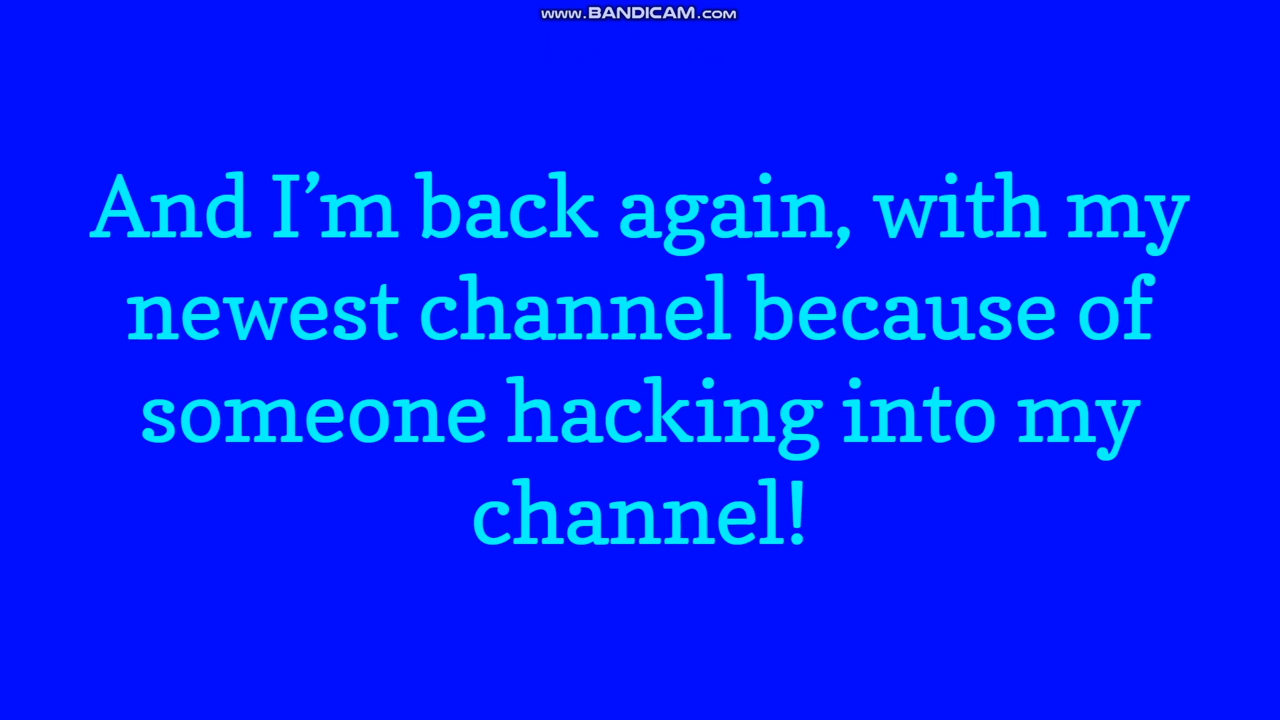 www.BANDICAM.com
And I’m back again, with my
newest channel because of
someone hacking into my
channel!